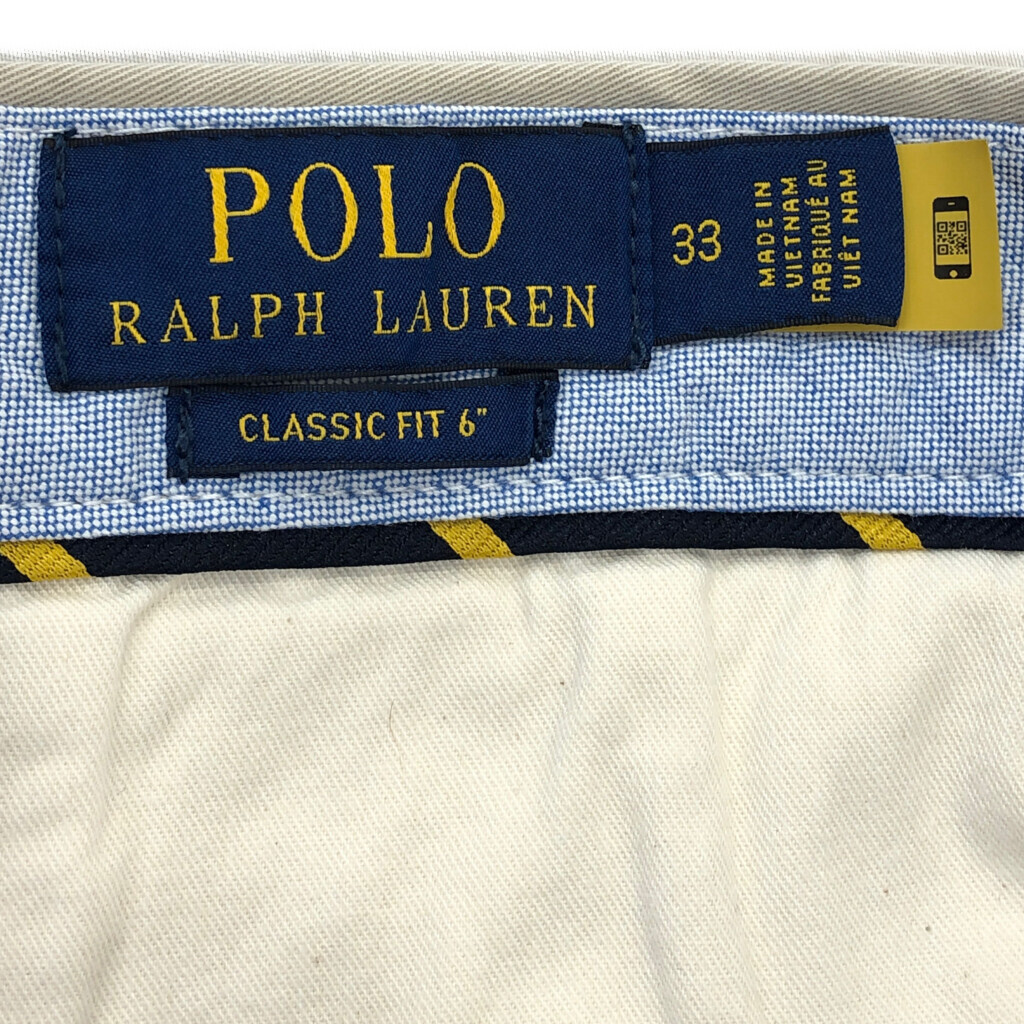 POLO
RALPH LAUREN
CLASSIC FIT 6"
33
MADE IN
VIETNAM
FABRIQUÉ AU
VIÊT NAM